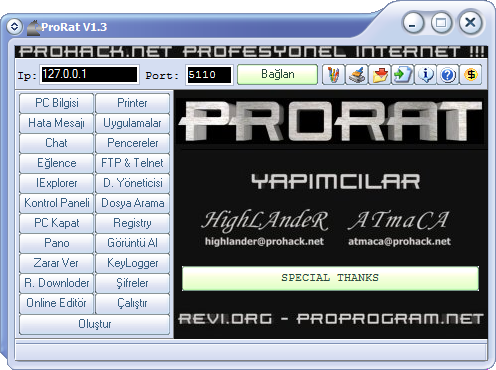 ProRat V1.3
PROHACK.NET PROFESYONEL INTERNET !!!
Ip: 127.0.0.1 Port: 5110 Bağlan
PC Bilgisi Printer
Hata Mesajı Uygulamalar
Chat Pencereler
Eğlence FTP & Telnet
IExplorer D. Yöneticisi
Kontrol Paneli Dosya Arama
PC Kapat Registry
Pano Görüntü Al
Zarar Ver KeyLogger
R. Downloder Şifreler
Online Editör Çalıştır
Oluştur
PRORAT
YAPIMCILAR
HighLAndeR ATmaCA
highlander@prohack.net atmaca@prohack.net
SPECIAL THANKS
REVI.ORG - PROPROGRAM.NET